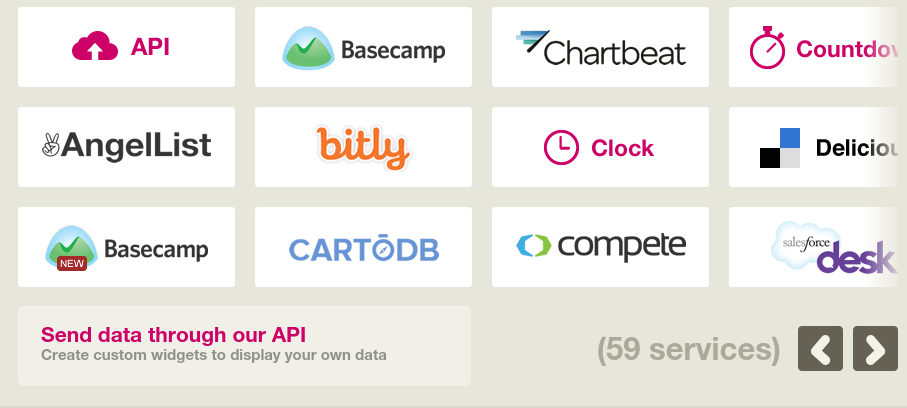 API
Basecamp
Chartbeat
Countdov
AngelList
bitly
Clock
Deliciou
NEW
Basecamp
CARTODB
compete
salesforce
desk
Send data through our API
Create custom widgets to display your own data
(59 services)